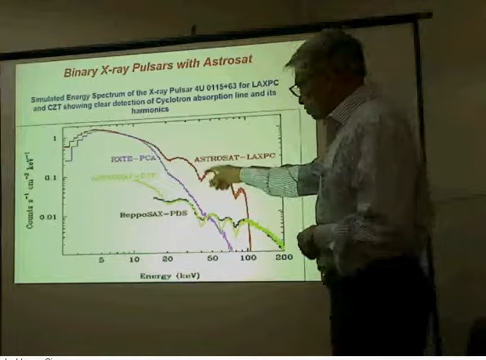 Binary X-ray Pulsars with Astrosat
Simulated Energy Spectrum of the X-ray Pulsar 4U 0115+63 for LAXPC
and CZT showing clear detection of Cyclotron absorption line and its
harmonics
Counts s⁻¹ cm⁻² keV⁻¹
1
0.1
0.01
RXTE-PCA
ASTROSAT-LAXPC
BeppoSAX-PDS
5
10
20
50
100
200
Energy (keV)